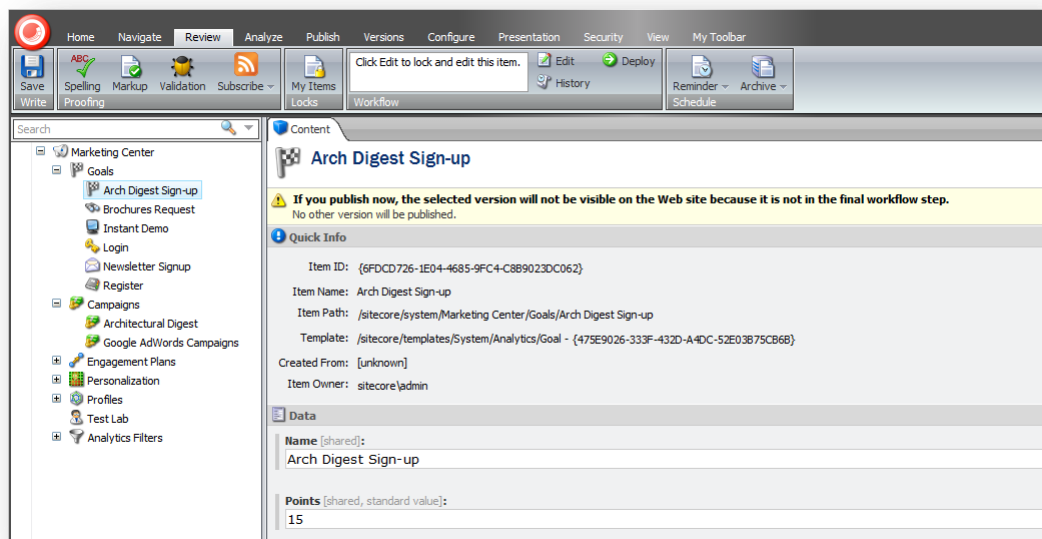 Home Navigate Review Analyze Publish Versions Configure Presentation Security View My Toolbar
ABC
Click Edit to lock and edit this item. Edit Deploy
History
Save Spelling Markup Validation Subscribe My Items Reminder Archive
Write Proofing Locks Workflow Schedule
Search
Content
Marketing Center
Goals
Arch Digest Sign-up
Brochures Request
Instant Demo
Login
Newsletter Signup
Register
Campaigns
Architectural Digest
Google AdWords Campaigns
Engagement Plans
Personalization
Profiles
Test Lab
Analytics Filters
Arch Digest Sign-up
If you publish now, the selected version will not be visible on the Web site because it is not in the final workflow step.
No other version will be published.
Quick Info
Item ID: {6FDCD726-1E04-4685-9FC4-C8B9023DC062}
Item Name: Arch Digest Sign-up
Item Path: /sitecore/system/Marketing Center/Goals/Arch Digest Sign-up
Template: /sitecore/templates/System/Analytics/Goal - {475E9026-333F-432D-A4DC-52E03B75CB6B}
Created From: [unknown]
Item Owner: sitecore\admin
Data
Name [shared]:
Arch Digest Sign-up
Points [shared, standard value]:
15